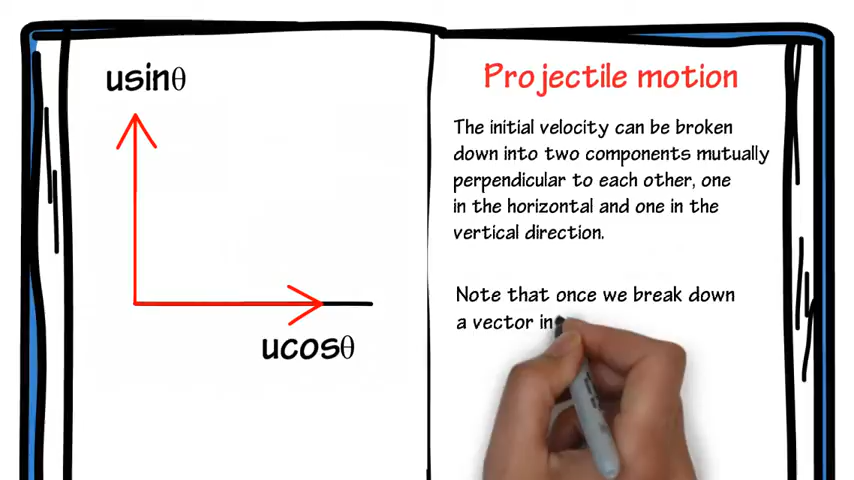 usinθ
ucosθ
Projectile motion
The initial velocity can be broken
down into two components mutually
perpendicular to each other, one
in the horizontal and one in the
vertical direction.
Note that once we break down
a vector in